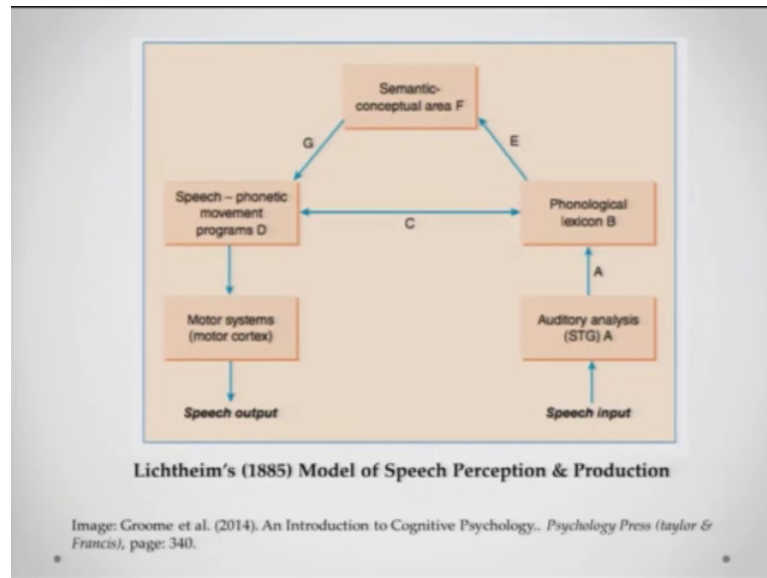 Semantic-
conceptual area F
G
E
Speech – phonetic
movement
programs D
Phonological
lexicon B
C
A
Motor systems
(motor cortex)
Auditory analysis
(STG) A
Speech output
Speech input
Lichtheim's (1885) Model of Speech Perception & Production
Image: Groome et al. (2014). An Introduction to Cognitive Psychology.. Psychology Press (taylor &
Francis), page: 340.